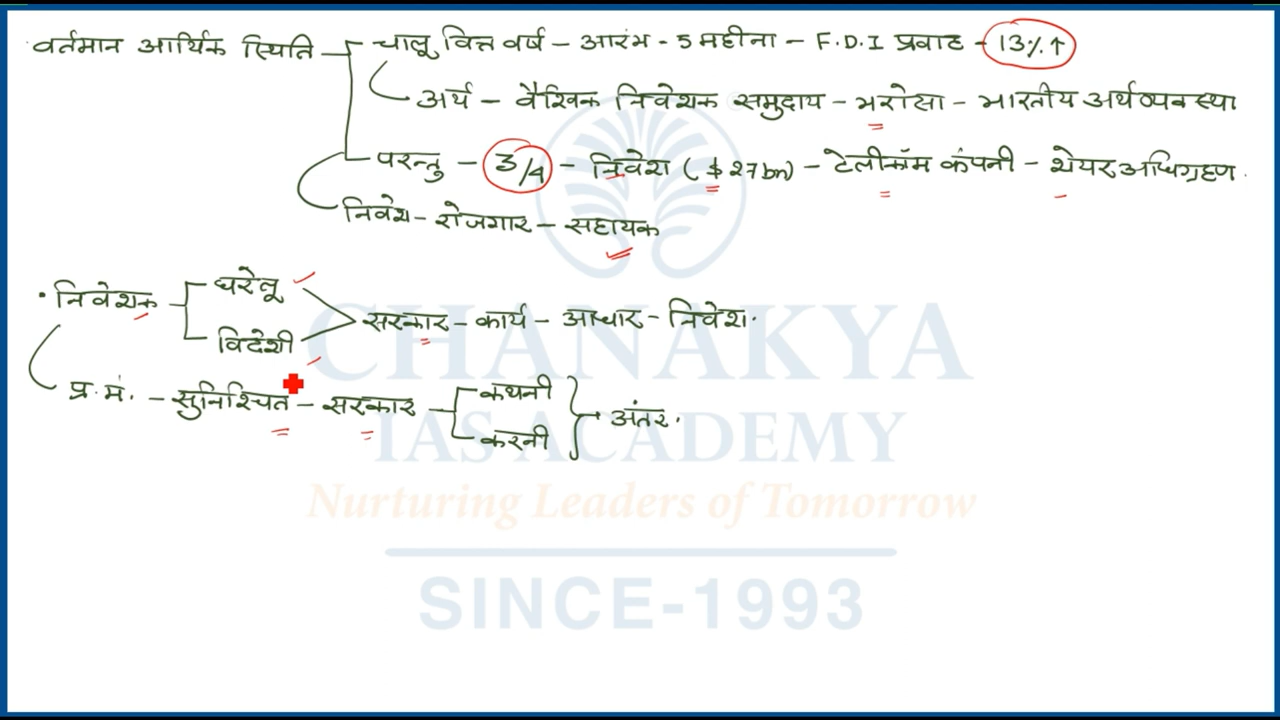 वर्तमान आर्थिक स्थिति - चालू वित्त वर्ष - आरंभ - 5 महीना - F.D.I प्रवाह - 13% ↑
अर्थ - वैश्विक निवेशक समुदाय - भरोसा - भारतीय अर्थव्यवस्था
परन्तु - 3/4 - निवेश ($ 27 bn) - टेलीकॉम कंपनी - शेयर अधिग्रहण.
निवेश - रोजगार - सहायक
• निवेशक
घरेलू
विदेशी
सरकार - कार्य - आधार - निवेश.
प्र. मं. - सुनिश्चित - सरकार
कथनी
करनी
अंतर.
CHANAKYA
IAS ACADEMY
Nurturing Leaders of Tomorrow
SINCE-1993